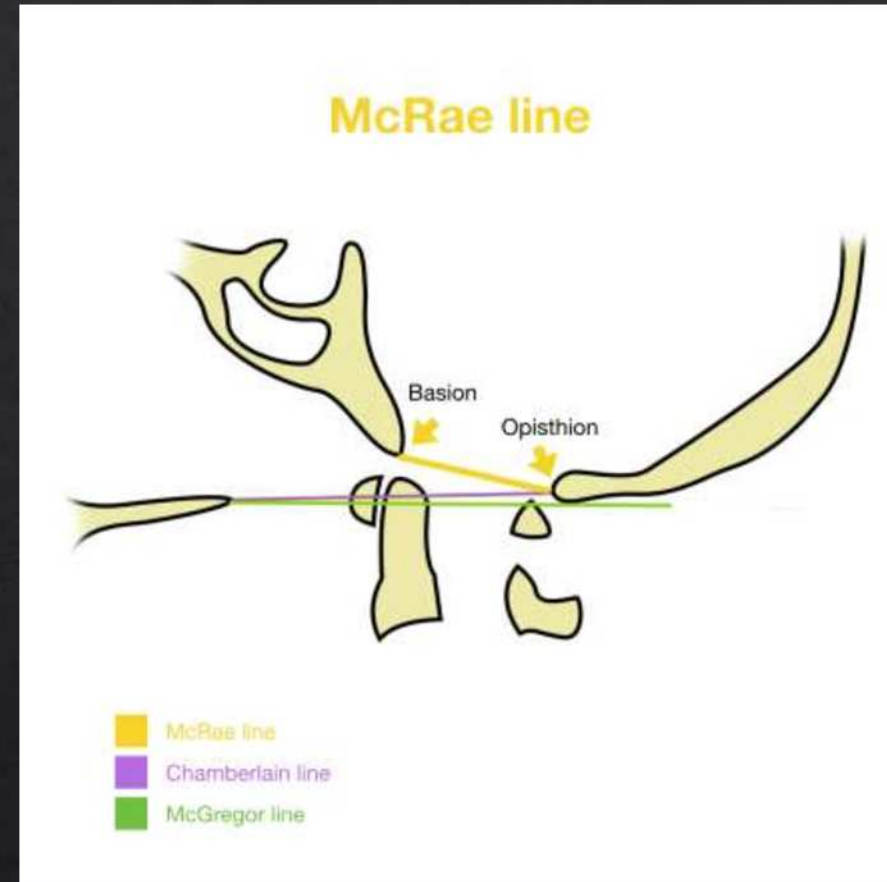 McRae line
Basion
Opisthion
McRae line
Chamberlain line
McGregor line